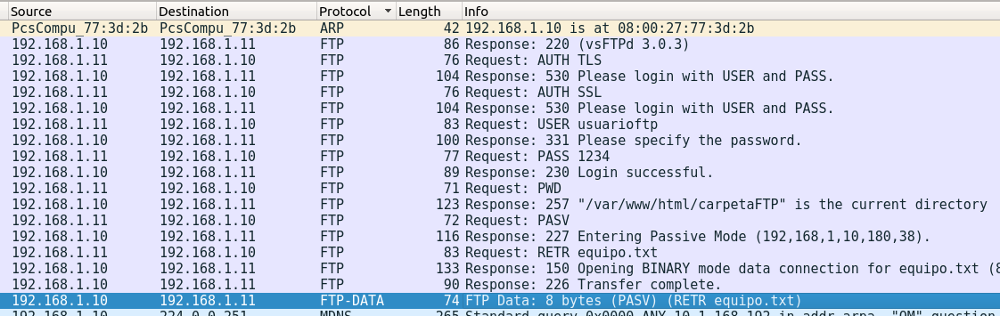 Source Destination Protocol Length Info
PcsCompu_77:3d:2b PcsCompu_77:3d:2b ARP 42 192.168.1.10 is at 08:00:27:77:3d:2b
192.168.1.10 192.168.1.11 FTP 86 Response: 220 (vsFTPd 3.0.3)
192.168.1.11 192.168.1.10 FTP 76 Request: AUTH TLS
192.168.1.10 192.168.1.11 FTP 104 Response: 530 Please login with USER and PASS.
192.168.1.11 192.168.1.10 FTP 76 Request: AUTH SSL
192.168.1.10 192.168.1.11 FTP 104 Response: 530 Please login with USER and PASS.
192.168.1.11 192.168.1.10 FTP 83 Request: USER usuarioftp
192.168.1.10 192.168.1.11 FTP 100 Response: 331 Please specify the password.
192.168.1.11 192.168.1.10 FTP 77 Request: PASS 1234
192.168.1.10 192.168.1.11 FTP 89 Response: 230 Login successful.
192.168.1.11 192.168.1.10 FTP 71 Request: PWD
192.168.1.10 192.168.1.11 FTP 123 Response: 257 "/var/www/html/carpetaFTP" is the current directory
192.168.1.11 192.168.1.10 FTP 72 Request: PASV
192.168.1.10 192.168.1.11 FTP 116 Response: 227 Entering Passive Mode (192,168,1,10,180,38).
192.168.1.11 192.168.1.10 FTP 83 Request: RETR equipo.txt
192.168.1.10 192.168.1.11 FTP 133 Response: 150 Opening BINARY mode data connection for equipo.txt (8
192.168.1.10 192.168.1.11 FTP 90 Response: 226 Transfer complete.
192.168.1.10 192.168.1.11 FTP-DATA 74 FTP Data: 8 bytes (PASV) (RETR equipo.txt)
192.168.1.10 224.0.0.251 MDNS 265 Standard query 0x0000 ANY 10.1.168.192.in-addr.arpa, "QM" question